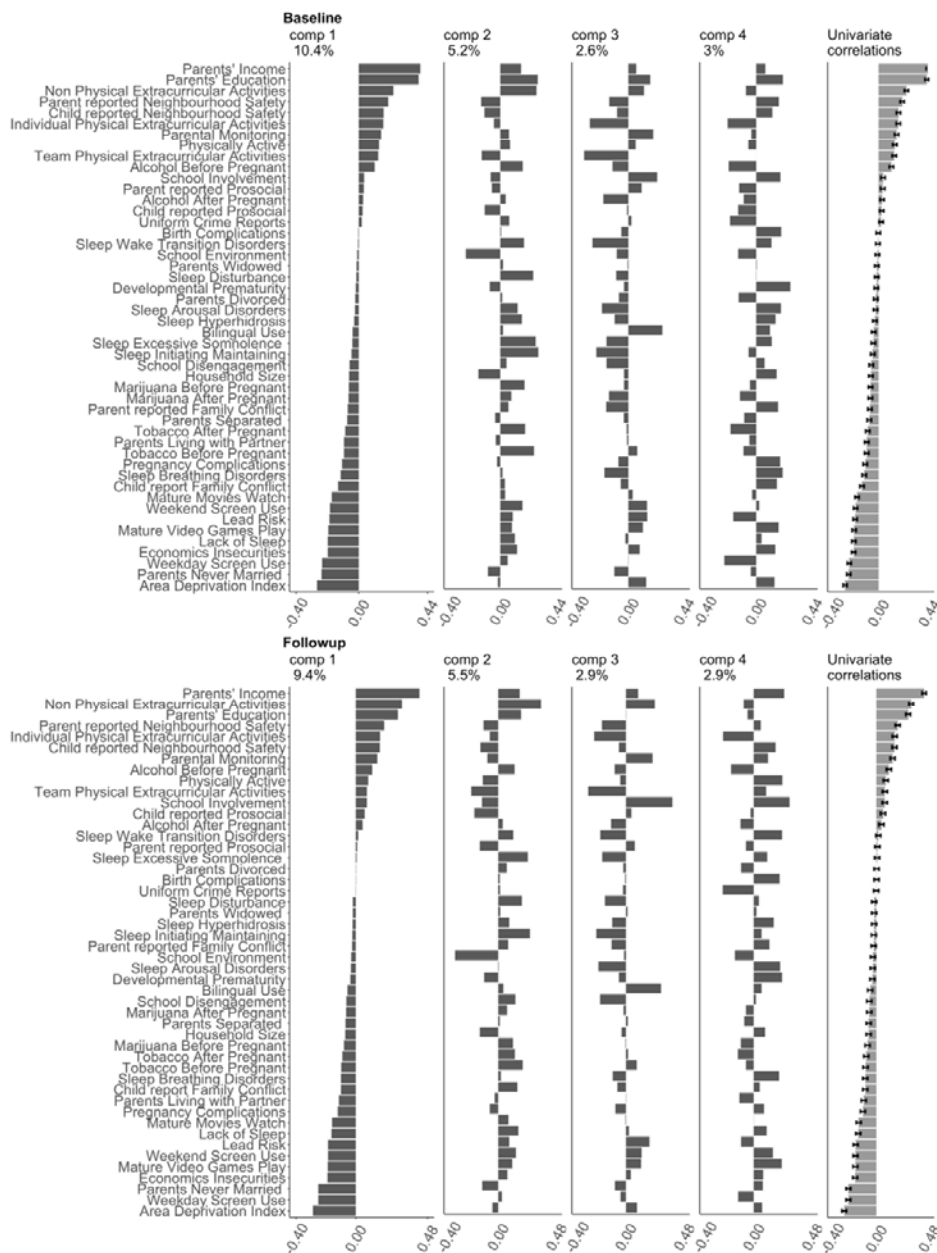 Baseline
comp 1 comp 2 comp 3 comp 4 Univariate
10.4% 5.2% 2.6% 3% correlations
Parents' Income
Parents' Education
Non Physical Extracurricular Activities
Parent reported Neighbourhood Safety
Child reported Neighbourhood Safety
Individual Physical Extracurricular Activities
Parental Monitoring
Physically Active
Team Physical Extracurricular Activities
Alcohol Before Pregnant
School Involvement
Parent reported Prosocial
Alcohol After Pregnant
Child reported Prosocial
Uniform Crime Reports
Birth Complications
Sleep Wake Transition Disorders
School Environment
Parents Widowed
Sleep Disturbance
Developmental Prematurity
Parents Divorced
Sleep Arousal Disorders
Sleep Hyperhidrosis
Bilingual Use
Sleep Excessive Somnolence
Sleep Initiating Maintaining
School Disengagement
Household Size
Marijuana Before Pregnant
Marijuana After Pregnant
Parent reported Family Conflict
Parents Separated
Tobacco After Pregnant
Parents Living with Partner
Tobacco Before Pregnant
Pregnancy Complications
Sleep Breathing Disorders
Child report Family Conflict
Mature Movies Watch
Weekend Screen Use
Lead Risk
Mature Video Games Play
Lack of Sleep
Economics Insecurities
Weekday Screen Use
Parents Never Married
Area Deprivation Index
-0.40 0.00 0.44 -0.40 0.00 0.44 -0.40 0.00 0.44 -0.40 0.00 0.44 -0.40 0.00 0.44
Followup
comp 1 comp 2 comp 3 comp 4 Univariate
9.4% 5.5% 2.9% 2.9% correlations
Parents' Income
Non Physical Extracurricular Activities
Parents' Education
Parent reported Neighbourhood Safety
Individual Physical Extracurricular Activities
Child reported Neighbourhood Safety
Parental Monitoring
Alcohol Before Pregnant
Physically Active
Team Physical Extracurricular Activities
School Involvement
Child reported Prosocial
Alcohol After Pregnant
Sleep Wake Transition Disorders
Parent reported Prosocial
Sleep Excessive Somnolence
Parents Divorced
Birth Complications
Uniform Crime Reports
Sleep Disturbance
Parents Widowed
Sleep Hyperhidrosis
Sleep Initiating Maintaining
Parent reported Family Conflict
School Environment
Sleep Arousal Disorders
Developmental Prematurity
Bilingual Use
School Disengagement
Marijuana After Pregnant
Parents Separated
Household Size
Marijuana Before Pregnant
Tobacco After Pregnant
Tobacco Before Pregnant
Sleep Breathing Disorders
Child report Family Conflict
Parents Living with Partner
Pregnancy Complications
Mature Movies Watch
Lack of Sleep
Lead Risk
Weekend Screen Use
Mature Video Games Play
Economics Insecurities
Parents Never Married
Weekday Screen Use
Area Deprivation Index
-0.40 0.00 0.48 -0.40 0.00 0.48 -0.40 0.00 0.48 -0.40 0.00 0.48 -0.40 0.00 0.48